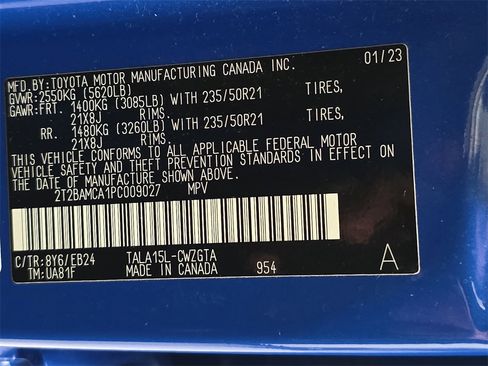 MFD.BY:TOYOTA MOTOR MANUFACTURING CANADA INC. 01/23
GVWR:2550KG (5620LB)
GAWR:FRT. 1400KG (3085LB) WITH 235/50R21 TIRES,
21X8J RIMS.
RR. 1480KG (3260LB) WITH 235/50R21 TIRES,
21X8J RIMS.
THIS VEHICLE CONFORMS TO ALL APPLICABLE FEDERAL MOTOR
VEHICLE SAFETY AND THEFT PREVENTION STANDARDS IN EFFECT ON
THE DATE OF MANUFACTURE SHOWN ABOVE.
2T2BAMCA1PC009027 MPV
C/TR:8Y6/EB24 TALA15L-CWZGTA
TM:UA81F MADE IN CANADA 954 A